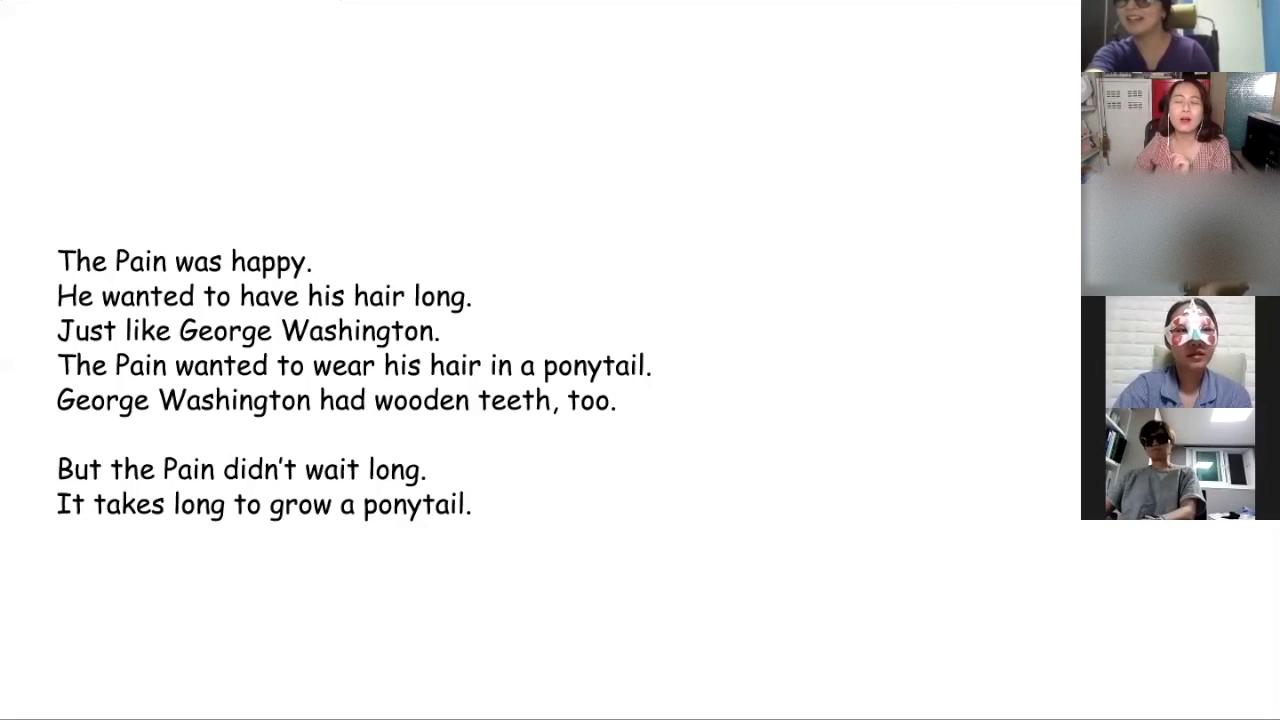 The Pain was happy.
He wanted to have his hair long.
Just like George Washington.
The Pain wanted to wear his hair in a ponytail.
George Washington had wooden teeth, too.
But the Pain didn't wait long.
It takes long to grow a ponytail.